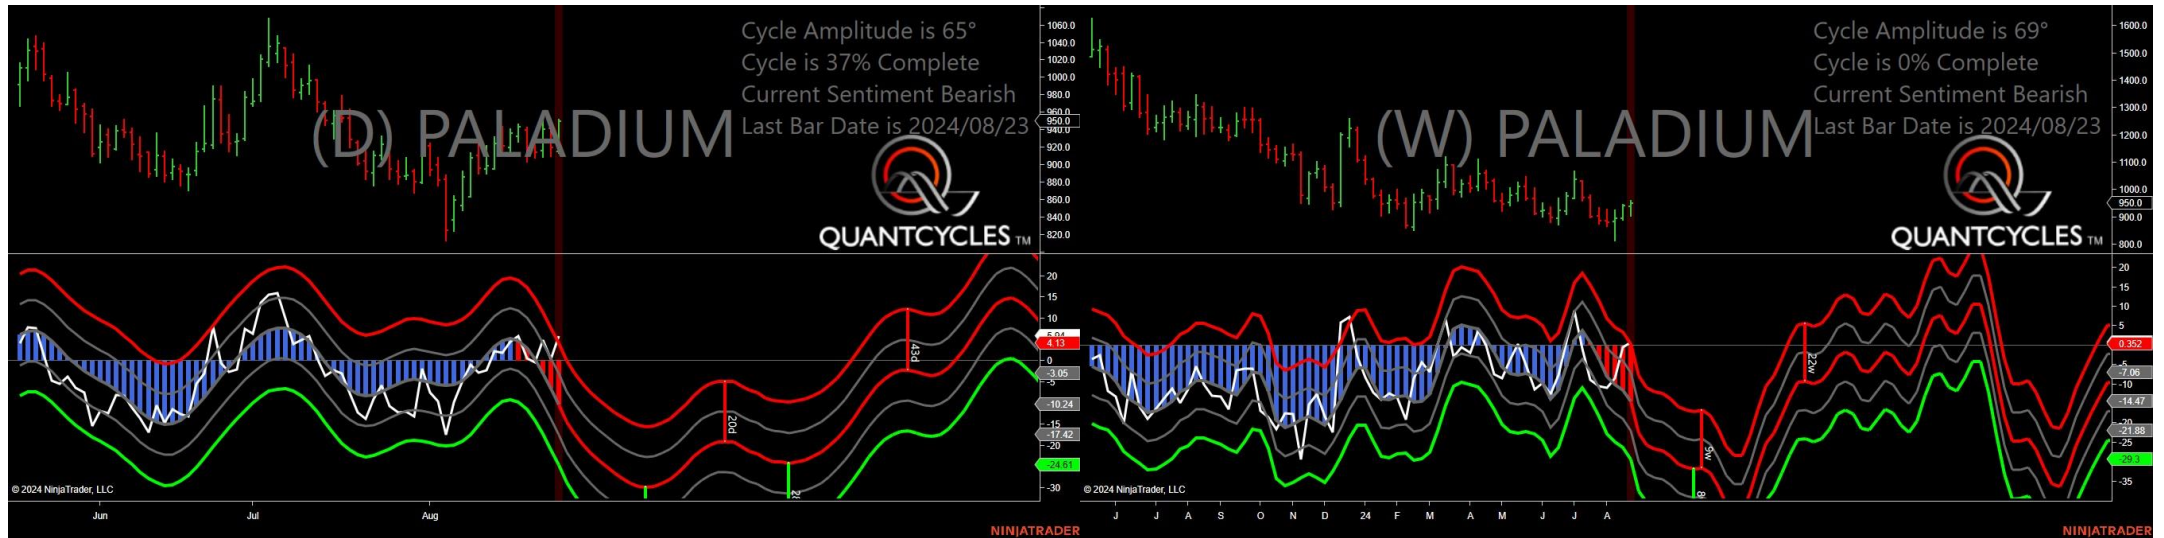 Cycle Amplitude is 65°
Cycle is 37% Complete
Current Sentiment Bearish
Last Bar Date is 2024/08/23
(D) PALADIUM
QUANTCYCLES TM
1060.0
1040.0
1020.0
1000.0
980.0
960.0
950.0
940.0
920.0
900.0
880.0
860.0
840.0
820.0
20
15
10
5.94
4.13
0
-3.05
-5
-10.24
-15
-17.42
-20
-24.61
-30
43d
20d
© 2024 NinjaTrader, LLC
Jun
Jul
Aug
NINJATRADER
Cycle Amplitude is 69°
Cycle is 0% Complete
Current Sentiment Bearish
Last Bar Date is 2024/08/23
(W) PALADIUM
QUANTCYCLES TM
1600.0
1500.0
1400.0
1300.0
1200.0
1100.0
1000.0
950.0
900.0
800.0
20
15
10
5
0.352
-5
-7.06
-10
-14.47
-20
-21.88
-25
-29.3
-35
22w
9w
© 2024 NinjaTrader, LLC
J
J
A
S
O
N
D
24
F
M
A
M
J
J
A
NINJATRADER